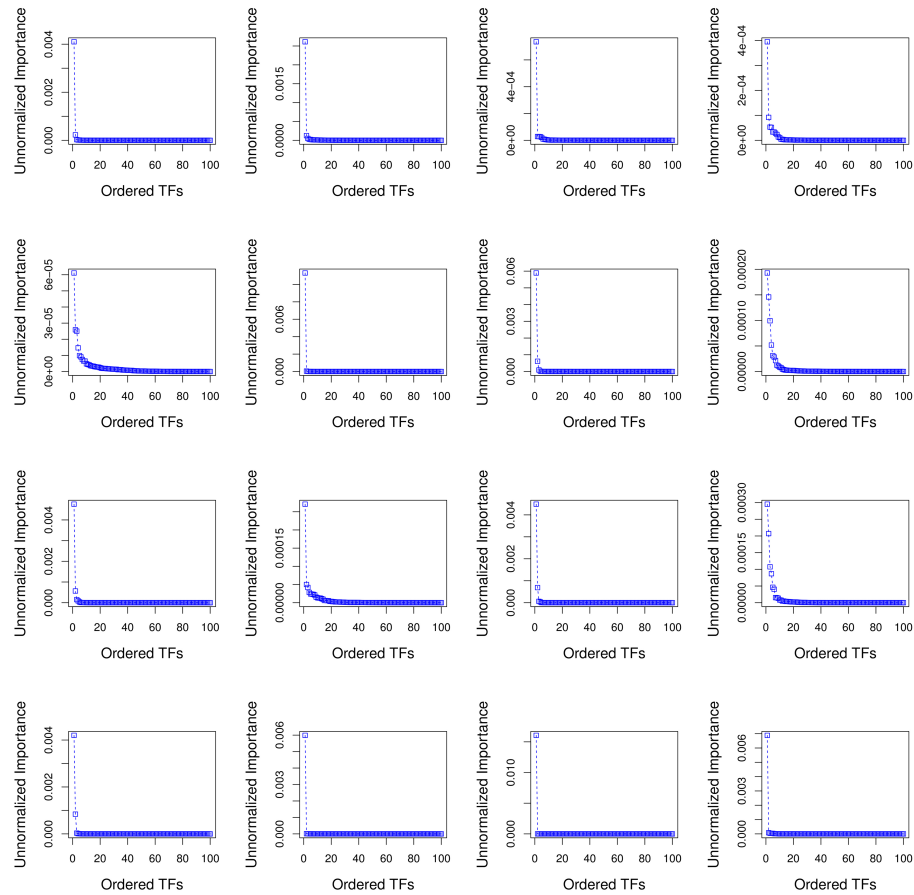 Unnormalized Importance
0.000 0.002 0.004
0 20 40 60 80 100
Ordered TFs
Unnormalized Importance
0.0000 0.0015
0 20 40 60 80 100
Ordered TFs
Unnormalized Importance
0e+00 4e-04
0 20 40 60 80 100
Ordered TFs
Unnormalized Importance
0e+00 2e-04 4e-04
0 20 40 60 80 100
Ordered TFs
Unnormalized Importance
0e+00 3e-05 6e-05
0 20 40 60 80 100
Ordered TFs
Unnormalized Importance
0.000 0.006
0 20 40 60 80 100
Ordered TFs
Unnormalized Importance
0.000 0.003 0.006
0 20 40 60 80 100
Ordered TFs
Unnormalized Importance
0.00000 0.00010 0.00020
0 20 40 60 80 100
Ordered TFs
Unnormalized Importance
0.000 0.002 0.004
0 20 40 60 80 100
Ordered TFs
Unnormalized Importance
0.00000 0.00015
0 20 40 60 80 100
Ordered TFs
Unnormalized Importance
0.000 0.002 0.004
0 20 40 60 80 100
Ordered TFs
Unnormalized Importance
0.00000 0.00015 0.00030
0 20 40 60 80 100
Ordered TFs
Unnormalized Importance
0.000 0.002 0.004
0 20 40 60 80 100
Ordered TFs
Unnormalized Importance
0.000 0.003 0.006
0 20 40 60 80 100
Ordered TFs
Unnormalized Importance
0.000 0.010
0 20 40 60 80 100
Ordered TFs
Unnormalized Importance
0.000 0.003 0.006
0 20 40 60 80 100
Ordered TFs